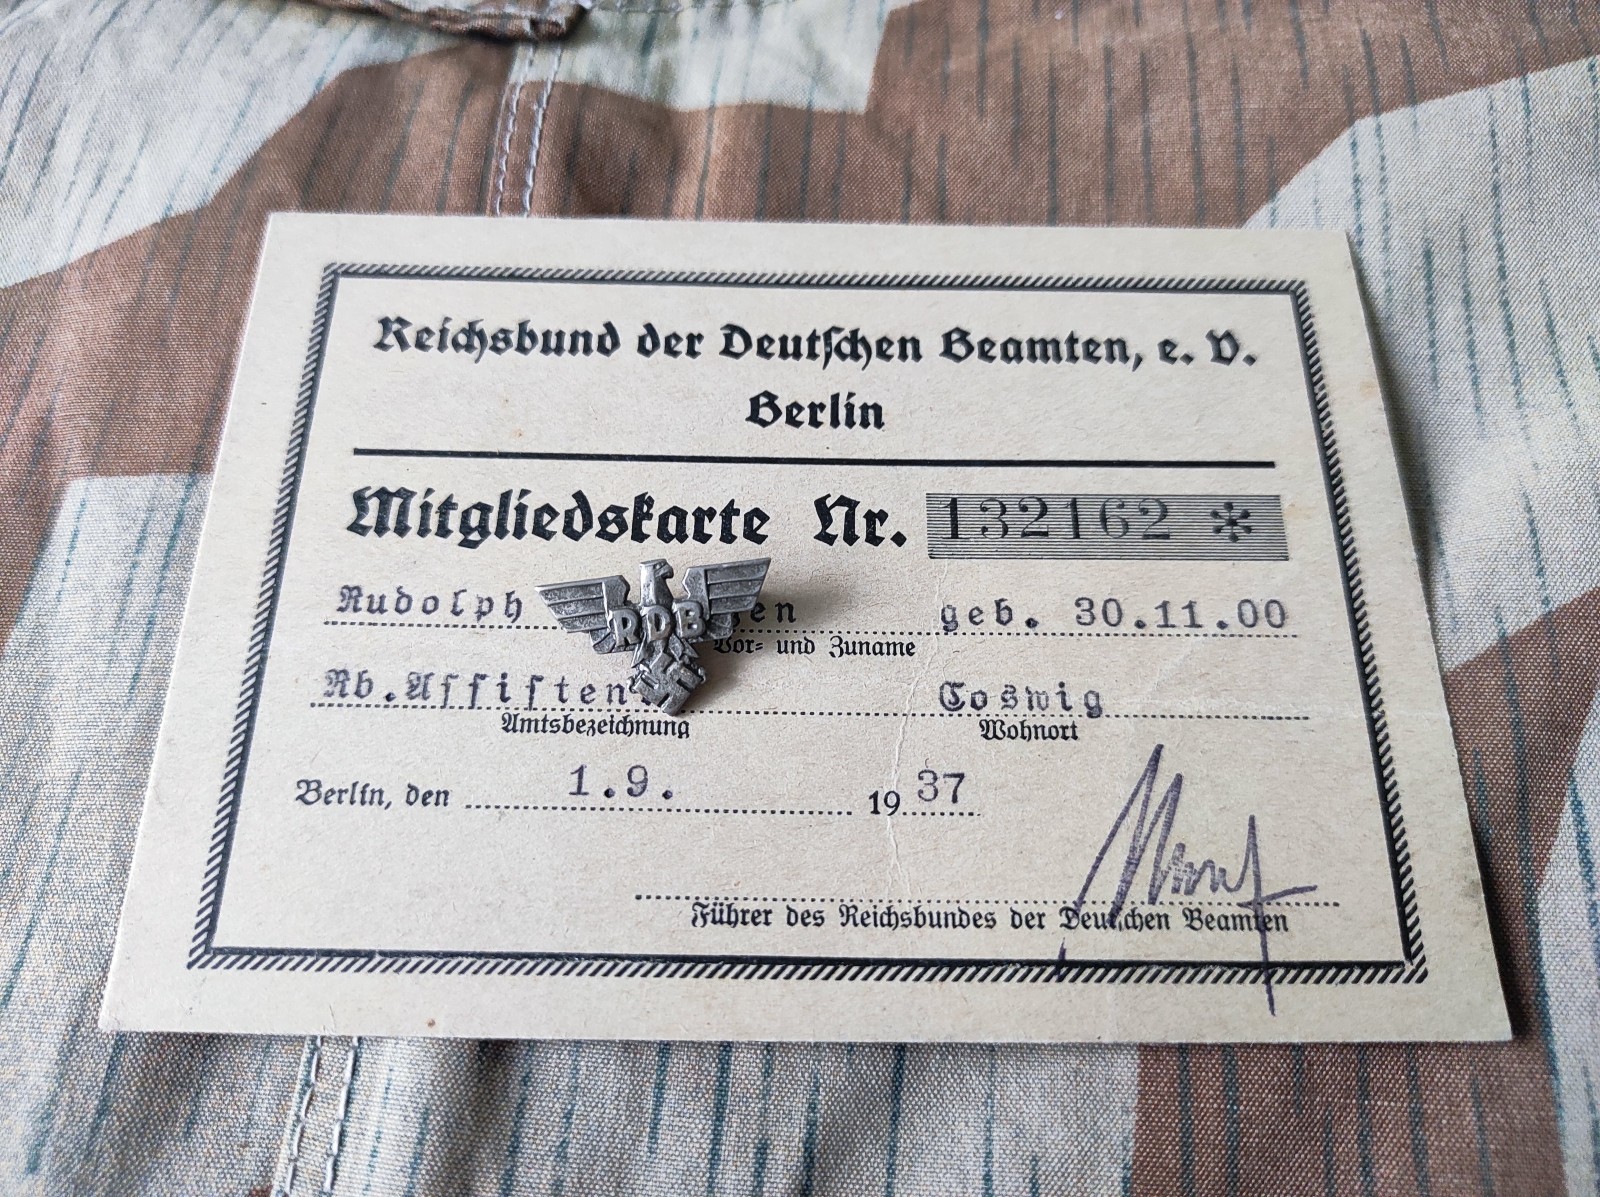 Reichsbund der Deutschen Beamten, e. V.
Berlin
Mitgliedskarte Nr. 132162 *
Rudolph geb. 30.11.00
Vor= und Zuname
RDB
Rb.Assistent Coswig
Amtsbezeichnung Wohnort
Berlin, den 1.9. 1937
Führer des Reichsbundes der Deutschen Beamten